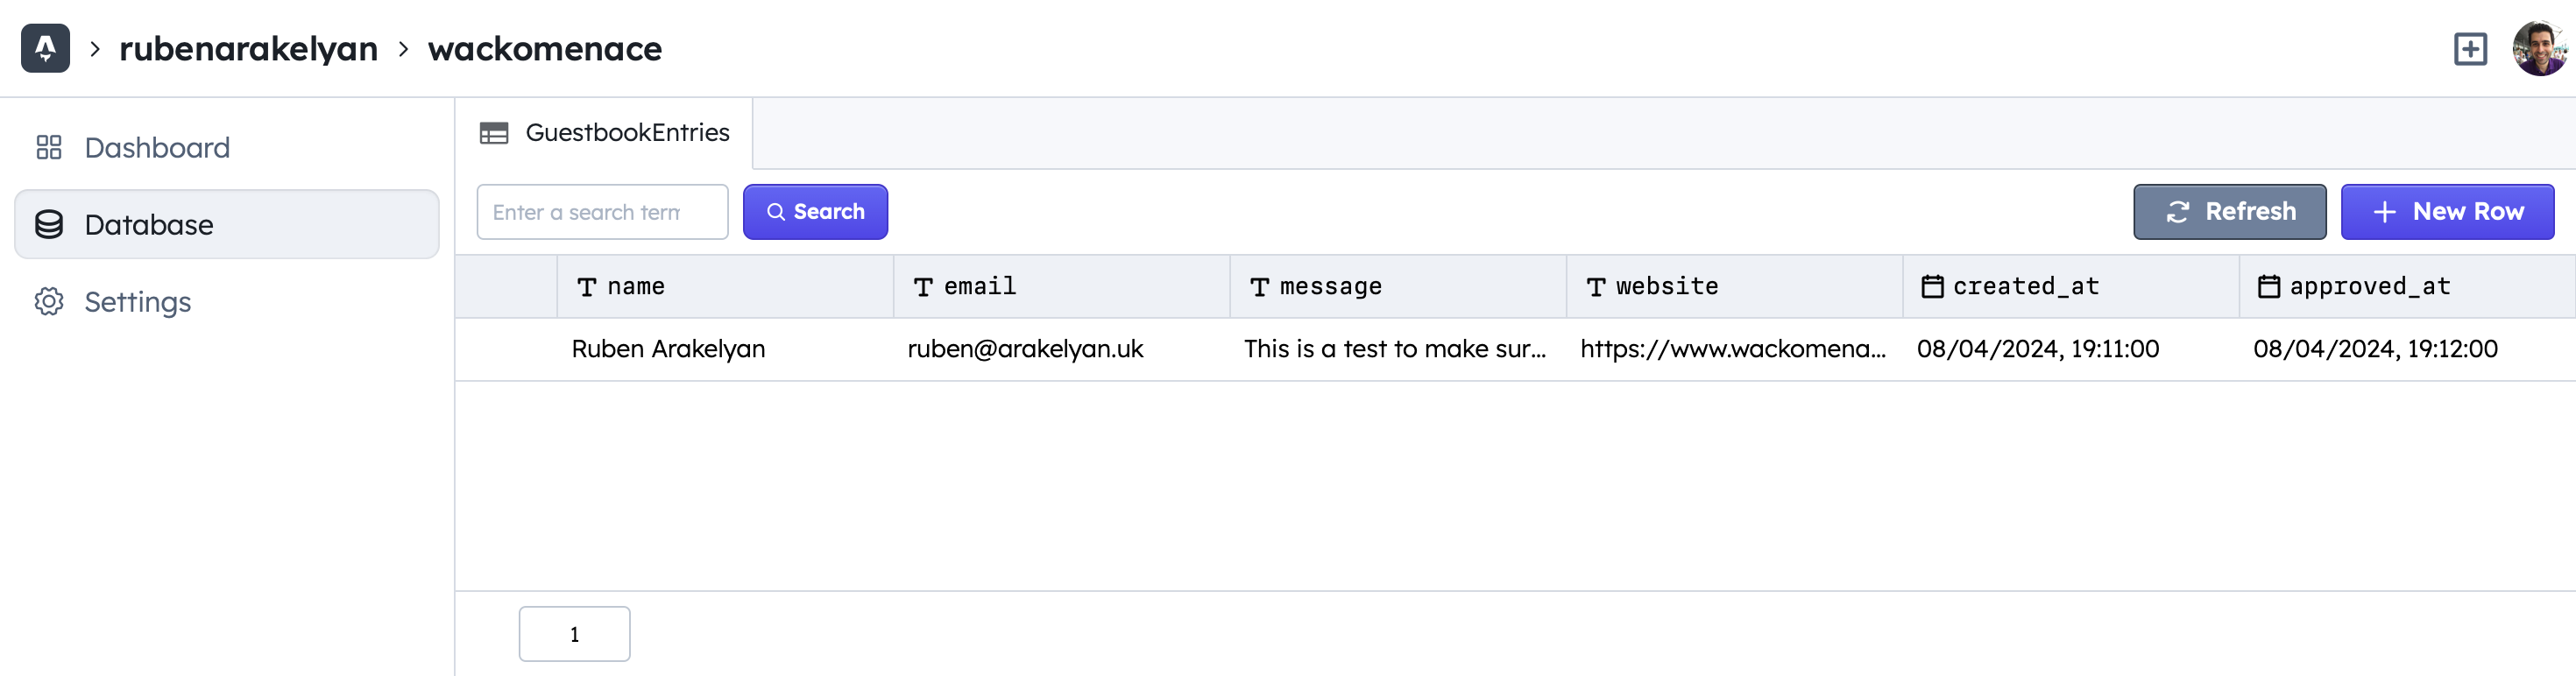 rubenarakelyan > wackomenace
Dashboard
Database
Settings
GuestbookEntries
Enter a search term
Search
Refresh
New Row
name email message website created_at approved_at
Ruben Arakelyan ruben@arakelyan.uk This is a test to make sur... https://www.wackomena... 08/04/2024, 19:11:00 08/04/2024, 19:12:00
1